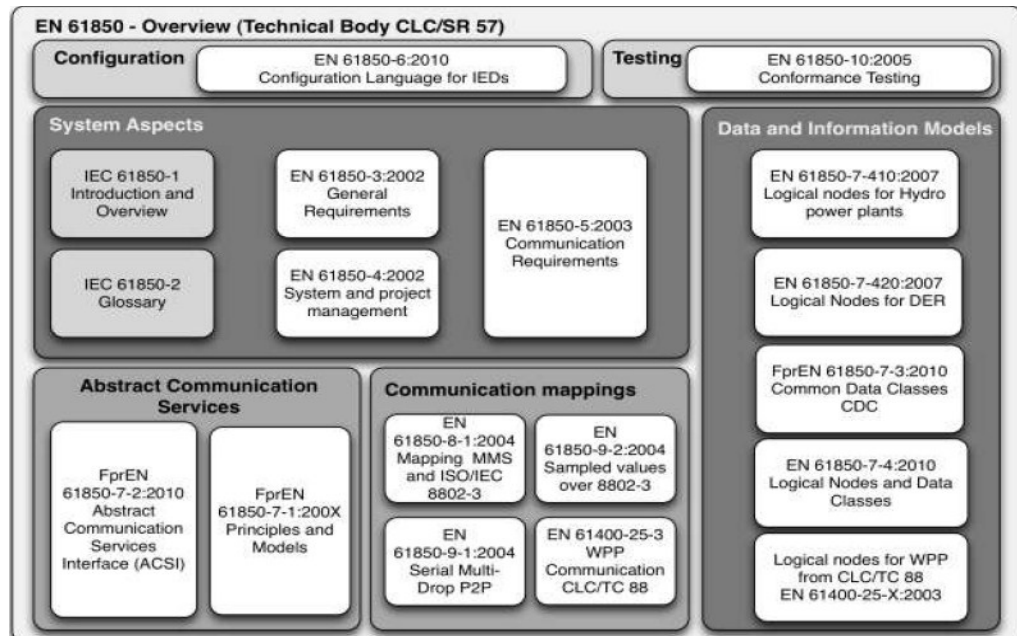 EN 61850 - Overview (Technical Body CLC/SR 57)
Configuration
EN 61850-6:2010
Configuration Language for IEDs
Testing
EN 61850-10:2005
Conformance Testing
System Aspects
IEC 61850-1
Introduction and
Overview
EN 61850-3:2002
General
Requirements
EN 61850-5:2003
Communication
Requirements
IEC 61850-2
Glossary
EN 61850-4:2002
System and project
management
Data and Information Models
EN 61850-7-410:2007
Logical nodes for Hydro
power plants
EN 61850-7-420:2007
Logical Nodes for DER
FprEN 61850-7-3:2010
Common Data Classes
CDC
EN 61850-7-4:2010
Logical Nodes and Data
Classes
Logical nodes for WPP
from CLC/TC 88
EN 61400-25-X:2003
Abstract Communication
Services
FprEN
61850-7-2:2010
Abstract
Communication
Services
Interface (ACSI)
FprEN
61850-7-1:200X
Principles and
Models
Communication mappings
EN
61850-8-1:2004
Mapping MMS
and ISO/IEC
8802-3
EN
61850-9-2:2004
Sampled values
over 8802-3
EN
61850-9-1:2004
Serial Multi-
Drop P2P
EN 61400-25-3
WPP
Communication
CLC/TC 88